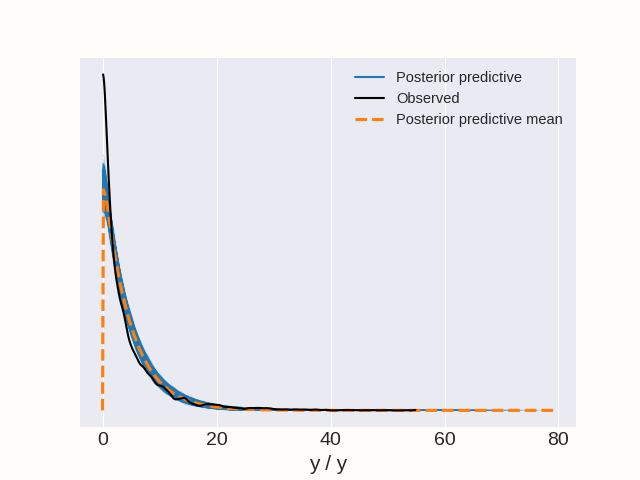 Posterior predictive
Observed
Posterior predictive mean
0 20 40 60 80
y / y